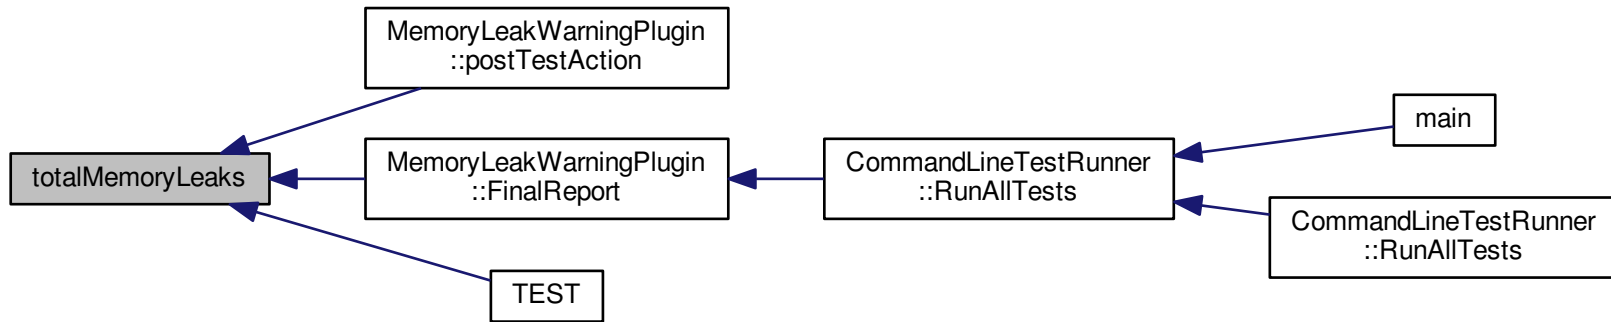 MemoryLeakWarningPlugin
::postTestAction
totalMemoryLeaks
MemoryLeakWarningPlugin
::FinalReport
TEST
CommandLineTestRunner
::RunAllTests
main
CommandLineTestRunner
::RunAllTests